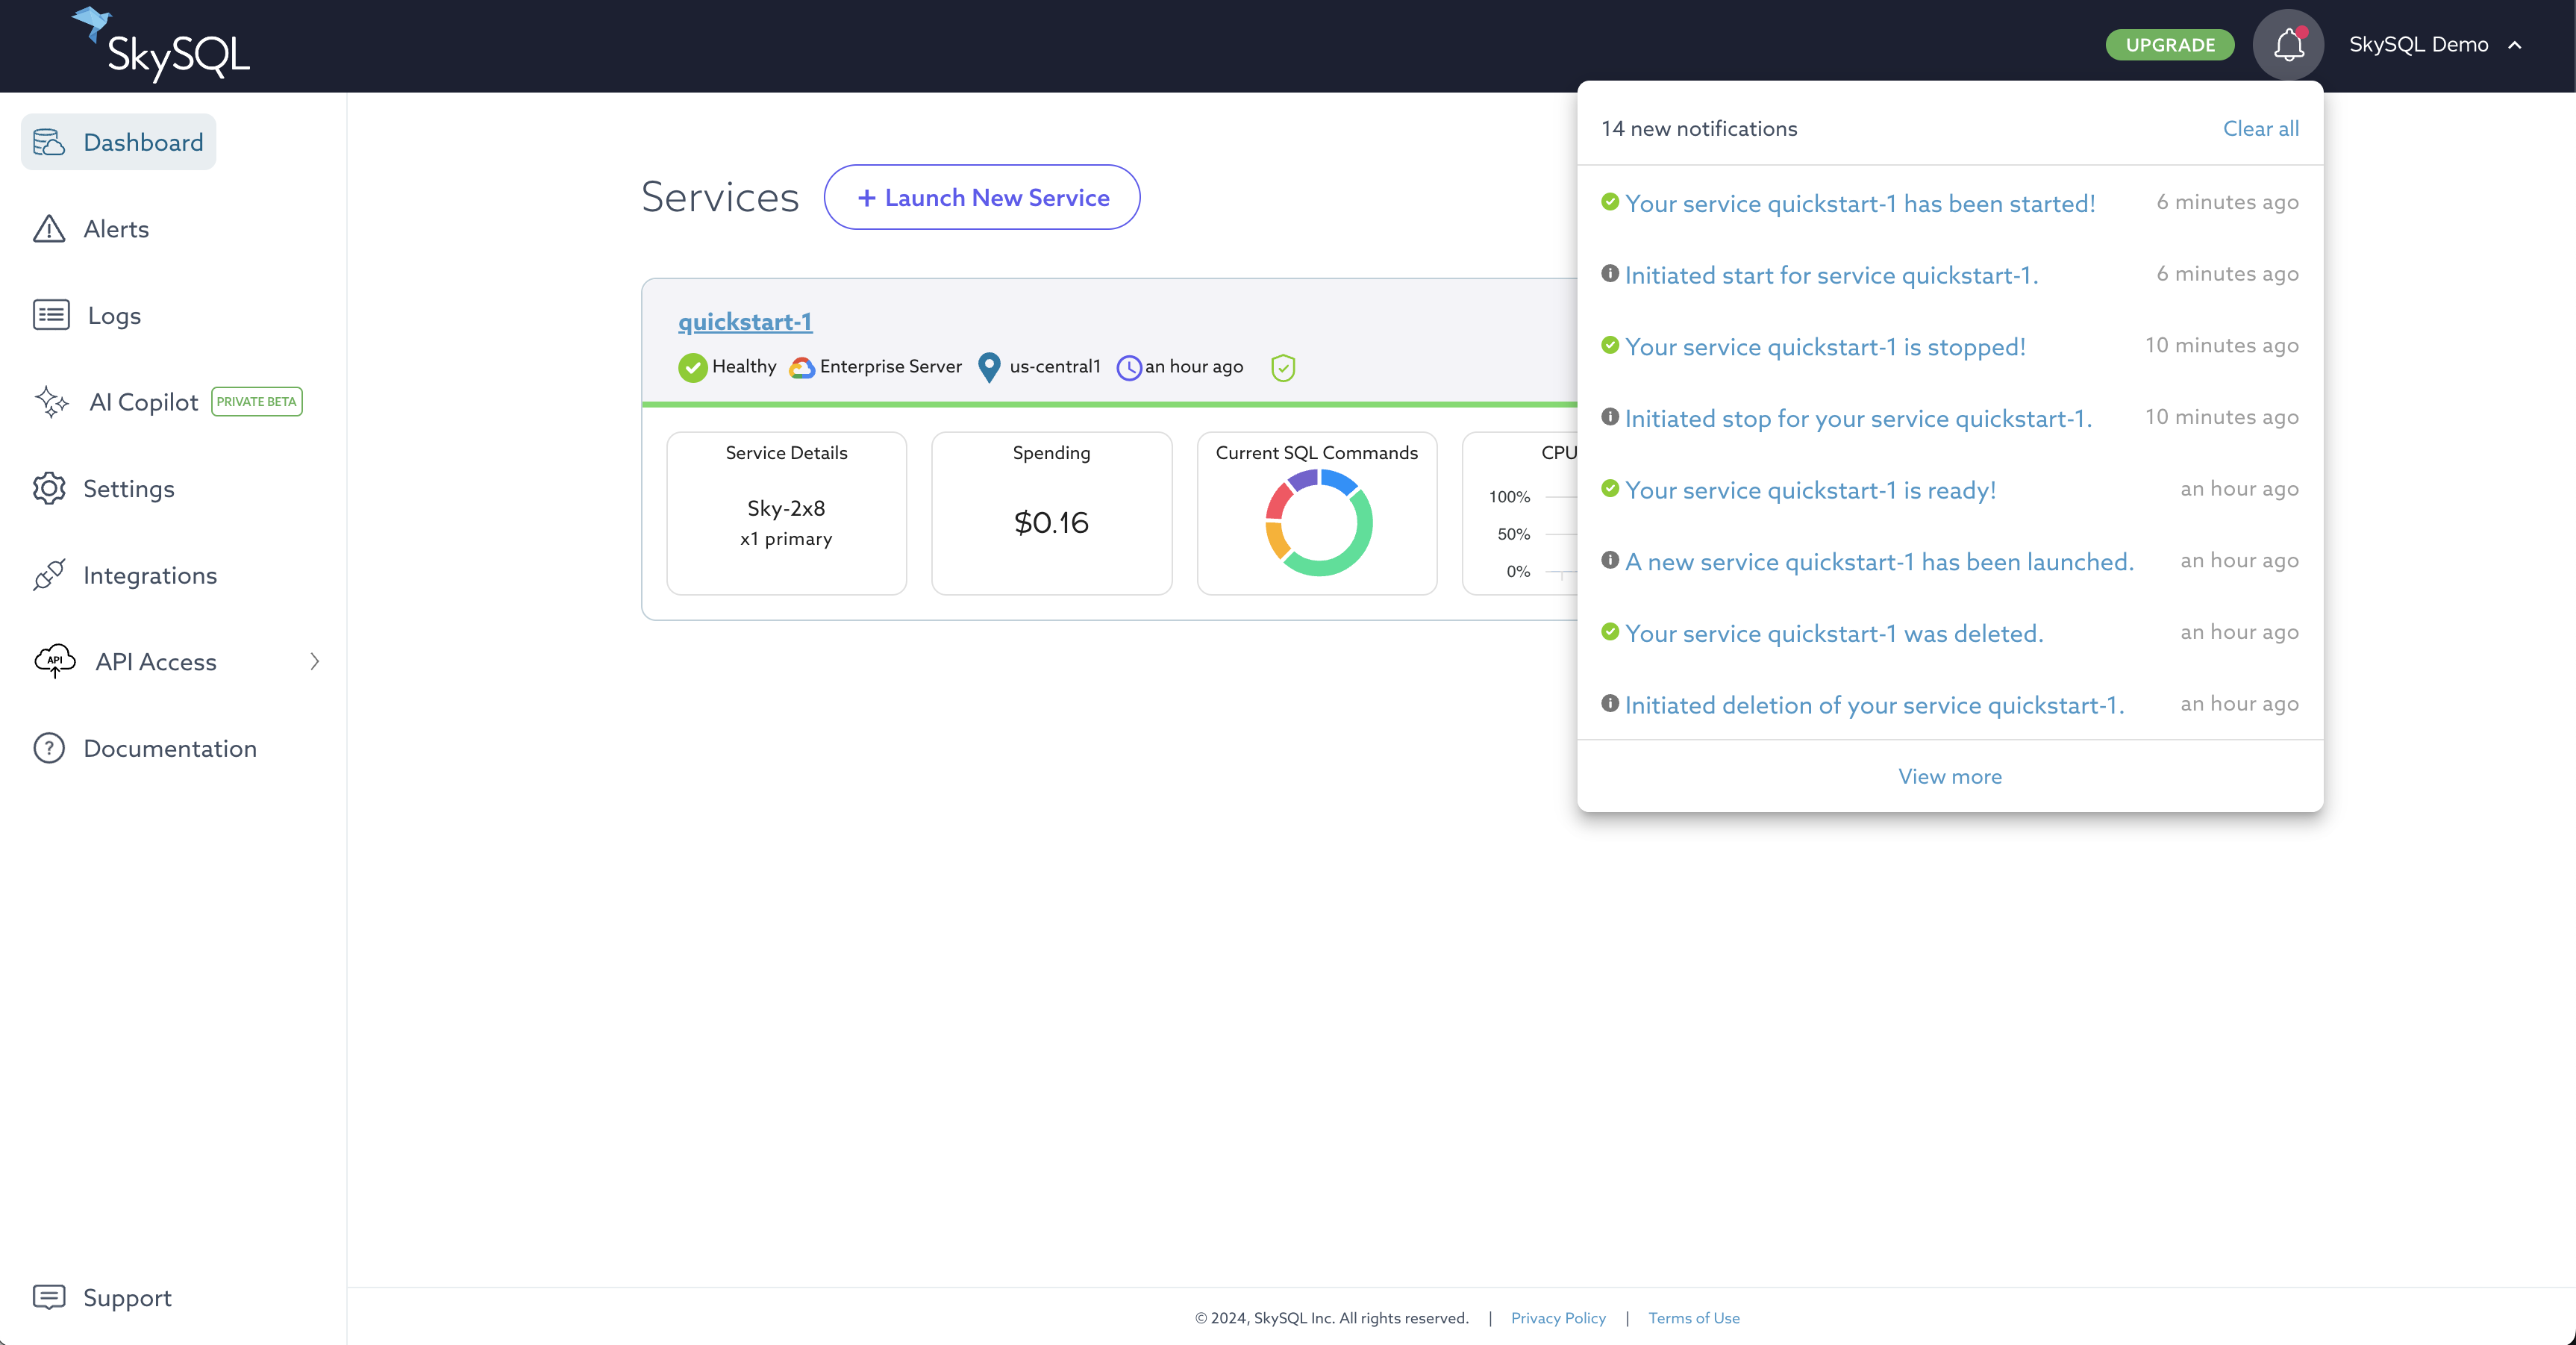 SkySQL
UPGRADE
SkySQL Demo
Dashboard
Alerts
Logs
AI Copilot PRIVATE BETA
Settings
Integrations
API API Access
Documentation
Support
Services
+ Launch New Service
quickstart-1
Healthy Enterprise Server us-central1 an hour ago
Service Details
Sky-2x8
x1 primary
Spending
$0.16
Current SQL Commands
CPU
100%
50%
0%
14 new notifications Clear all
Your service quickstart-1 has been started! 6 minutes ago
Initiated start for service quickstart-1. 6 minutes ago
Your service quickstart-1 is stopped! 10 minutes ago
Initiated stop for your service quickstart-1. 10 minutes ago
Your service quickstart-1 is ready! an hour ago
A new service quickstart-1 has been launched. an hour ago
Your service quickstart-1 was deleted. an hour ago
Initiated deletion of your service quickstart-1. an hour ago
View more
© 2024, SkySQL Inc. All rights reserved. | Privacy Policy | Terms of Use